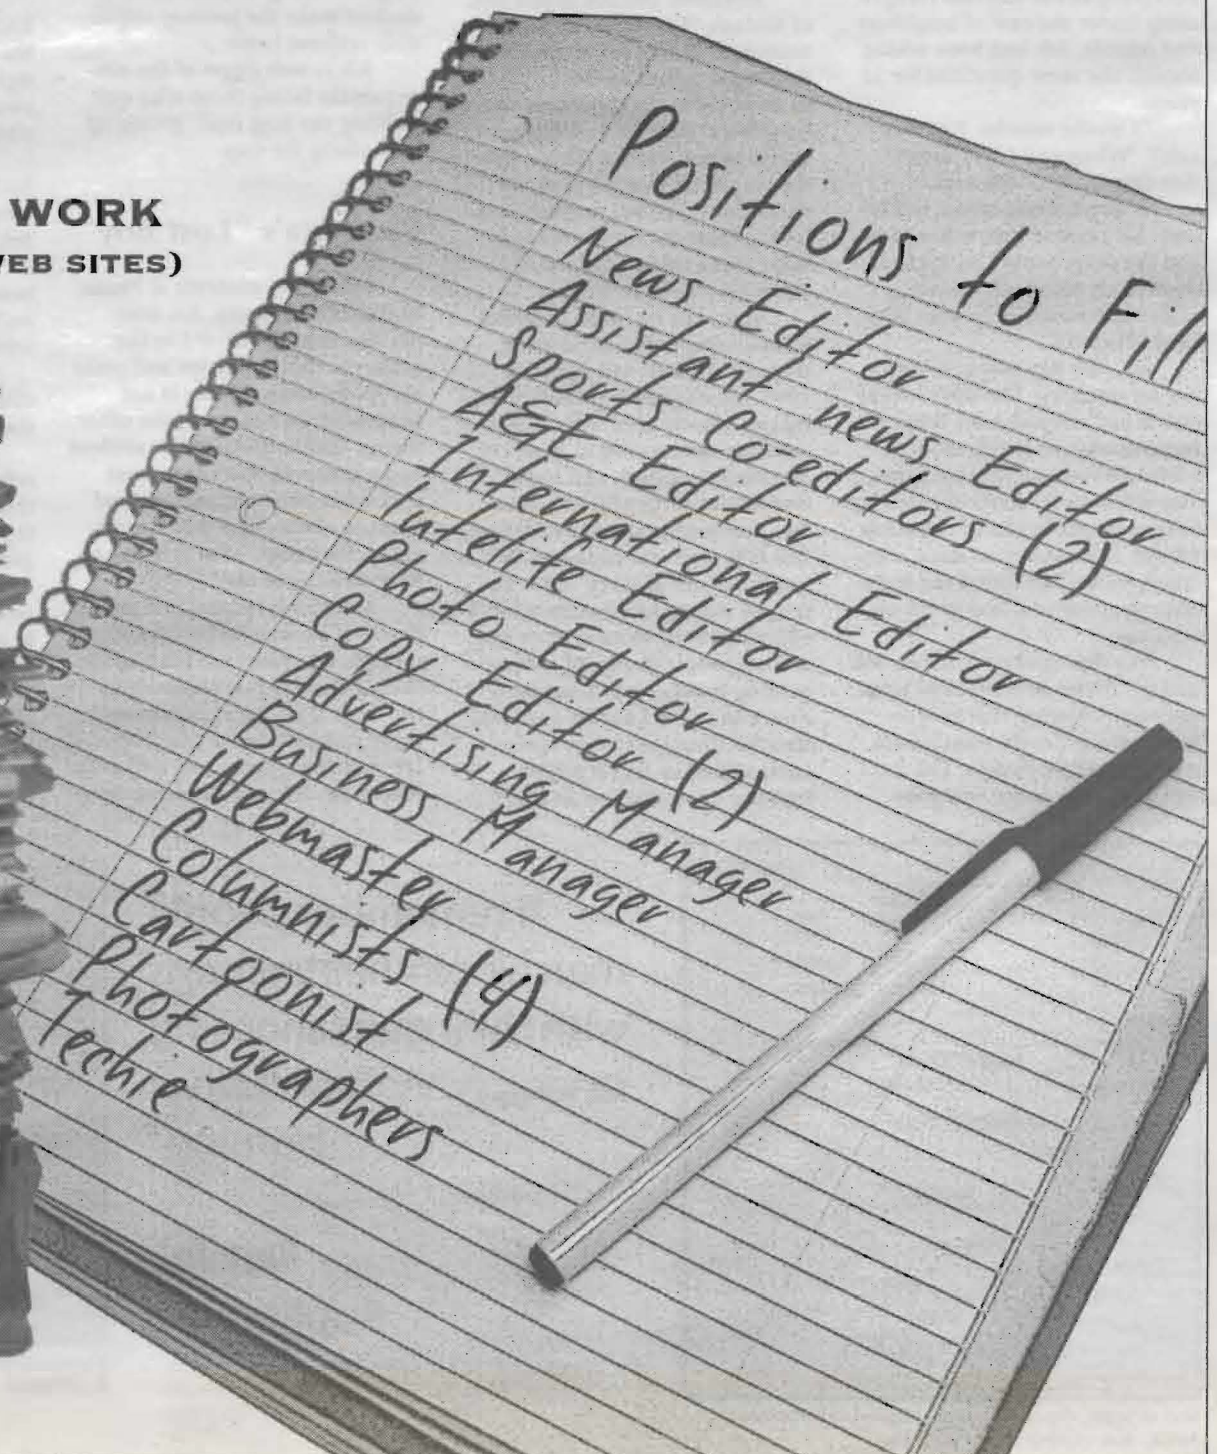 WORK
WEB SITES)
Positions to Fill
News Editor
Assistant news Editor
Sports Co-editors (2)
A&E Editor
International Editor
Lutelife Editor
Photo Editor
Copy Editor (2)
Advertising Manager
Business Manager
Webmaster
Columnists (4)
Cartoonist
Photographers
Techie